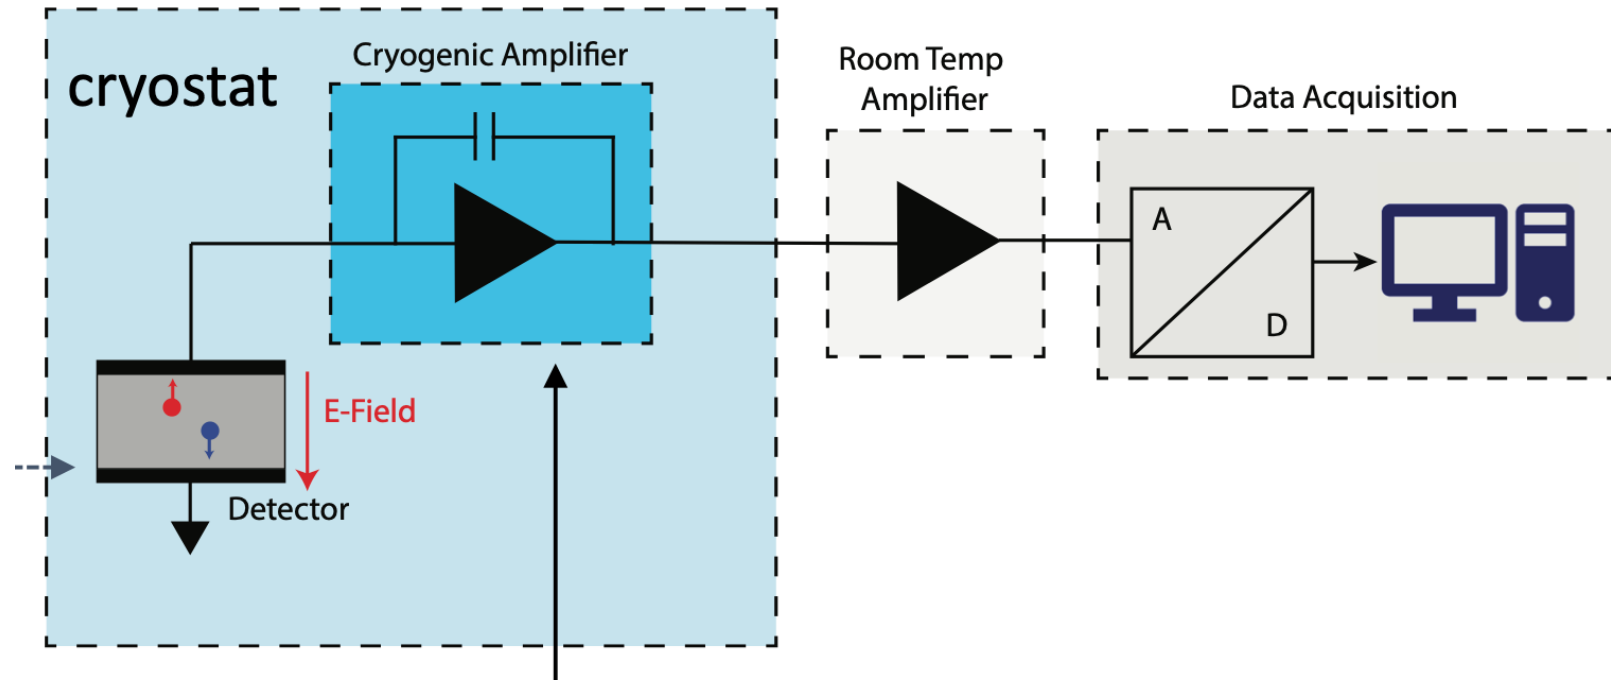 cryostat
Cryogenic Amplifier
Room Temp
Amplifier
Data Acquisition
A
D
E-Field
Detector